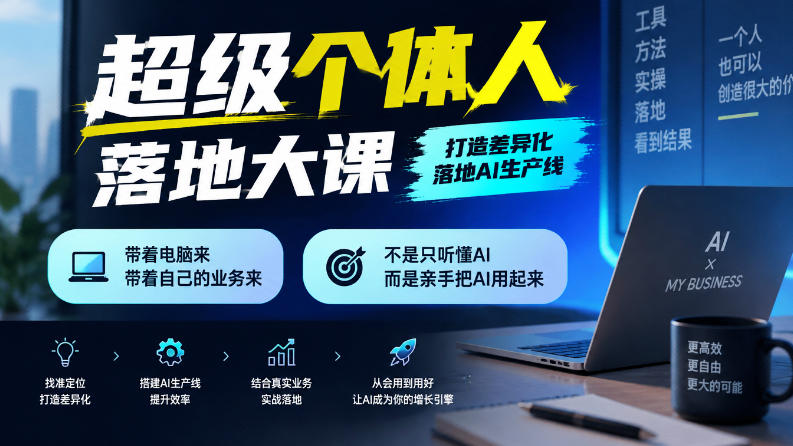 超级个体人
落地大课
打造差异化
落地AI生产线
工具
方法
实操
落地
看到结果
一个人
也可以
创造很大的价
带着电脑来
带着自己的业务来
不是只听懂AI
而是亲手把AI用起来
AI
×
MY BUSINESS
更高效
更自由
更大的可能
找准定位
打造差异化
搭建AI生产线
提升效率
结合真实业务
实战落地
从会用到用好
让AI成为你的增长引擎